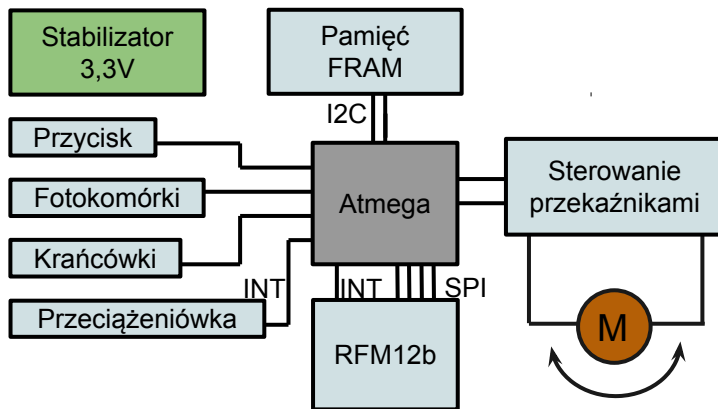 Stabilizator
3,3V
Pamięć
FRAM
I2C
Przycisk
Fotokomórki
Krańcówki
Przeciążeniówka
INT
Atmega
INT
SPI
RFM12b
Sterowanie
przekaźnikami
M